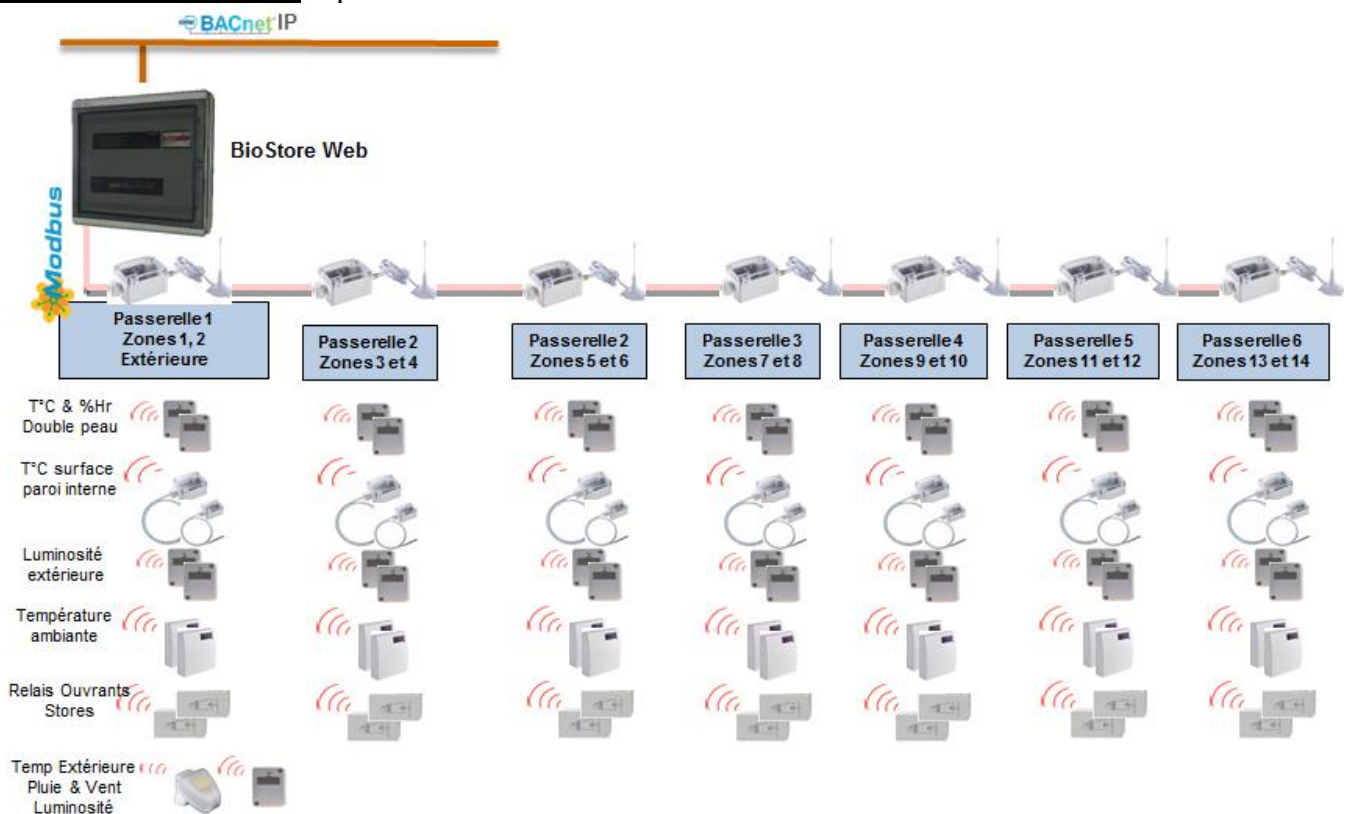 BACnet IP
BioStore Web
Modbus
Passerelle 1
Zones 1, 2
Extérieure
Passerelle 2
Zones 3 et 4
Passerelle 2
Zones 5 et 6
Passerelle 3
Zones 7 et 8
Passerelle 4
Zones 9 et 10
Passerelle 5
Zones 11 et 12
Passerelle 6
Zones 13 et 14
T°C & %Hr
Double peau
T°C surface
paroi interne
Luminosité
extérieure
Température
ambiante
Relais Ouvrants
Stores
Temp Extérieure
Pluie & Vent
Luminosité